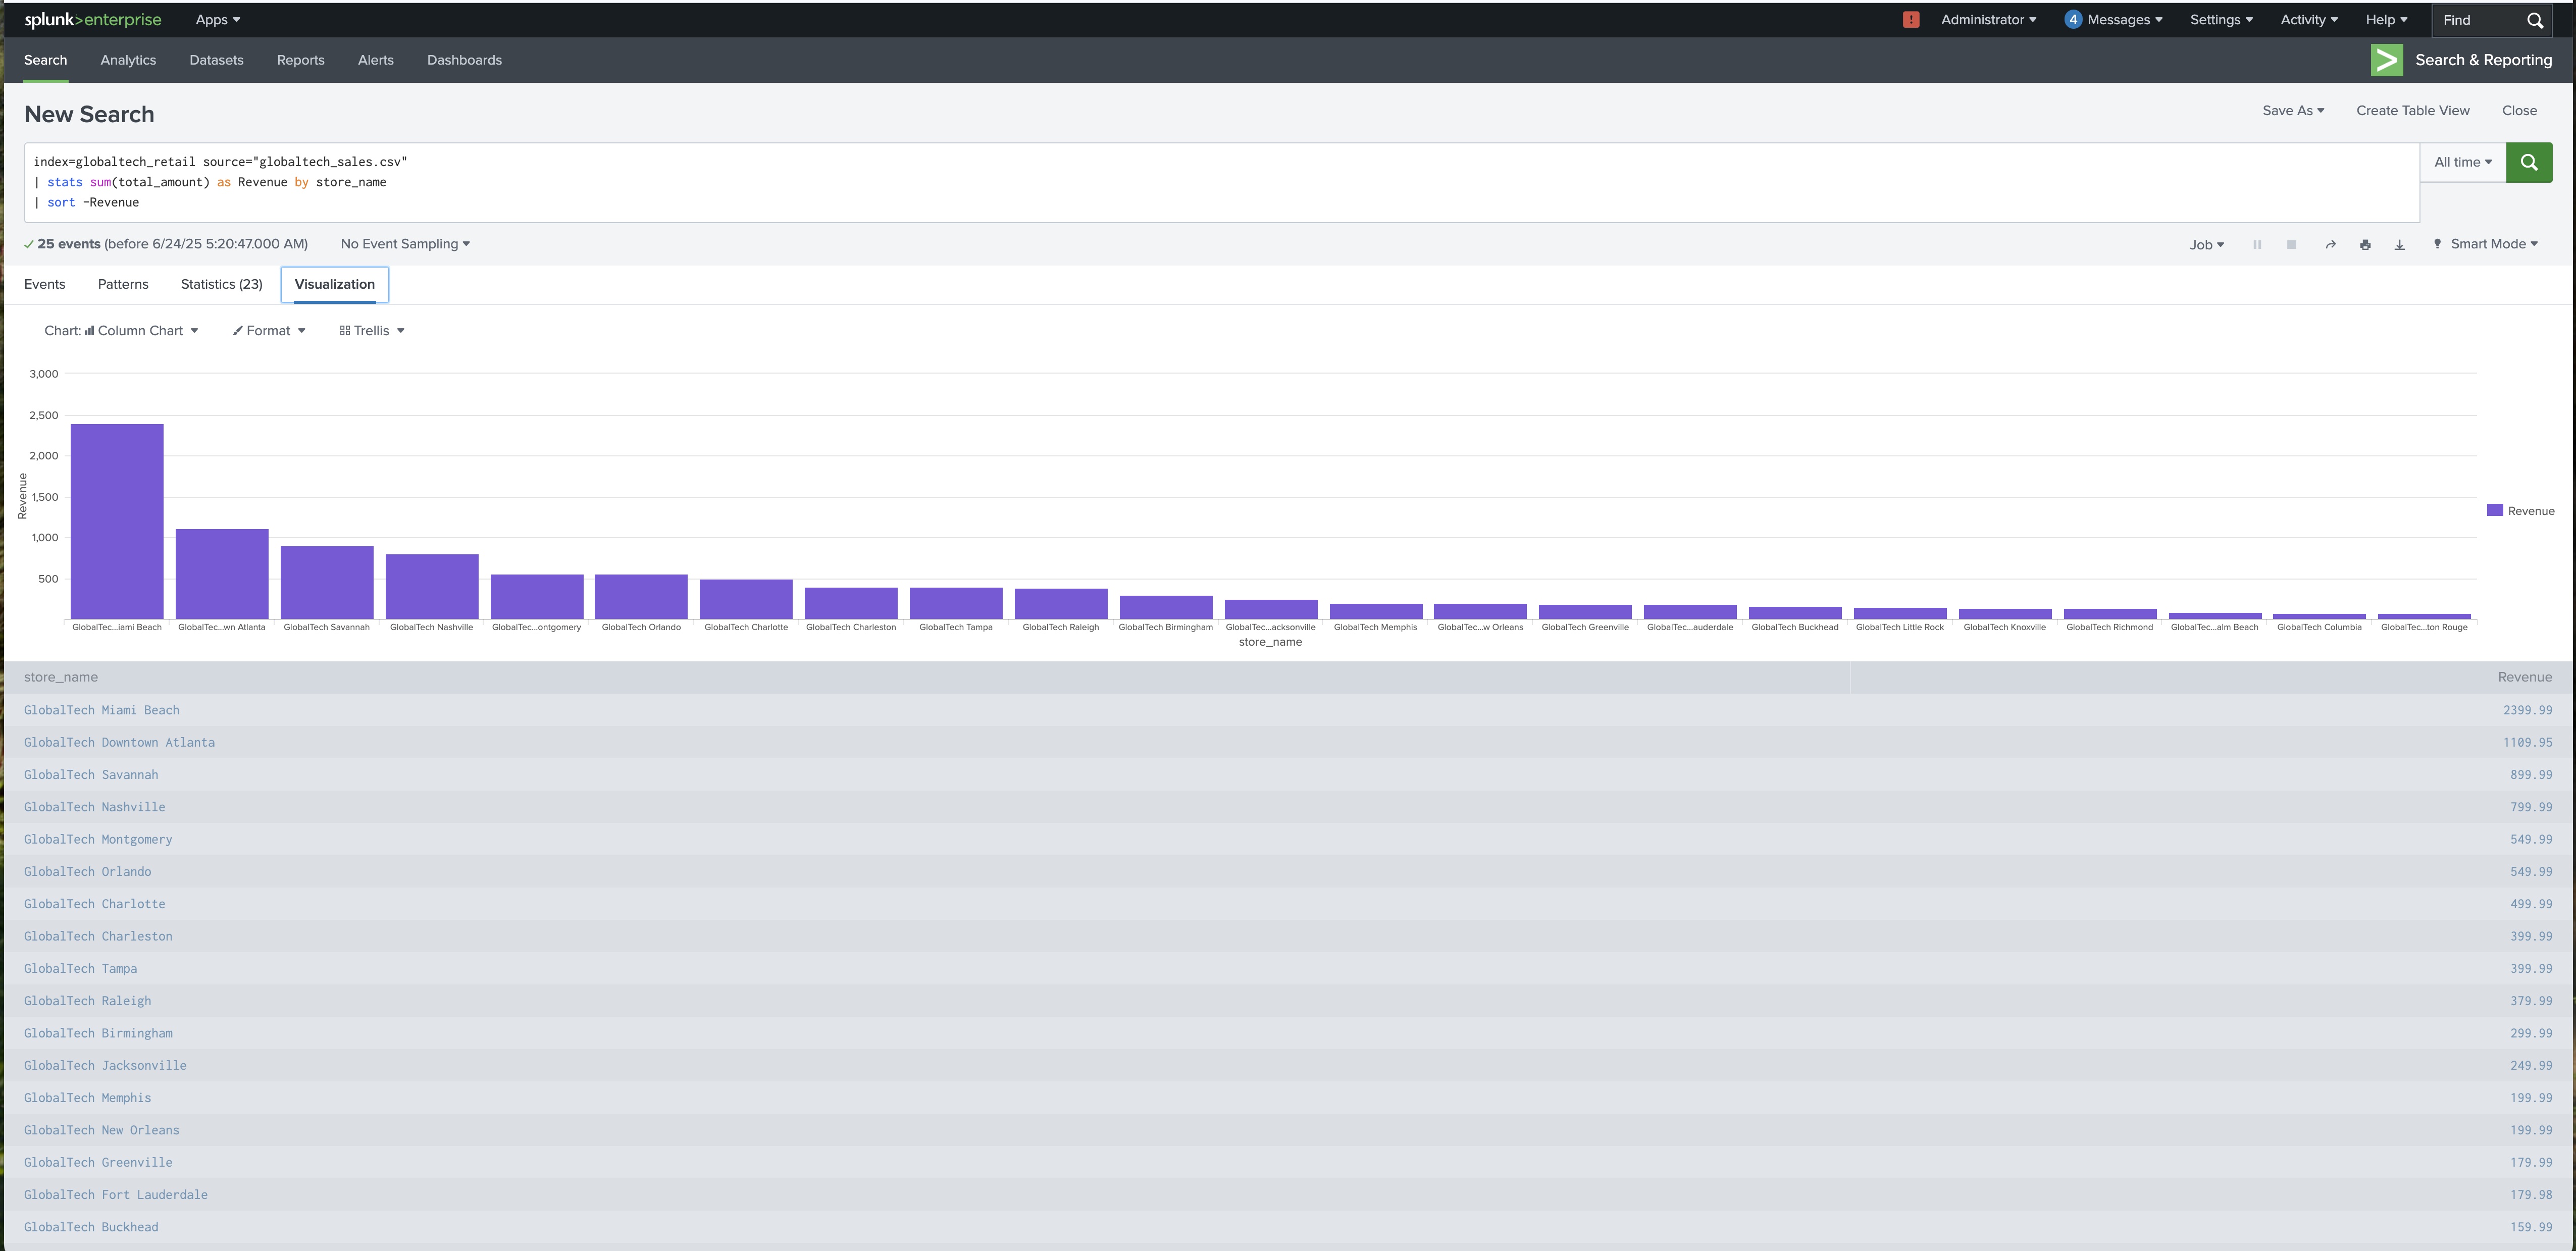 splunk>enterprise Apps ! Administrator 4 Messages Settings Activity Help Find
Search Analytics Datasets Reports Alerts Dashboards Search & Reporting
New Search Save As Create Table View Close
index=globaltech_retail source="globaltech_sales.csv"
| stats sum(total_amount) as Revenue by store_name
| sort -Revenue
All time
25 events (before 6/24/25 5:20:47.000 AM) No Event Sampling Job Smart Mode
Events Patterns Statistics (23) Visualization
Chart: Column Chart Format Trellis
3,000
2,500
2,000
1,500
1,000
500
Revenue
Revenue
GlobalTec...iami Beach GlobalTec...wn Atlanta GlobalTech Savannah GlobalTech Nashville GlobalTec...ontgomery GlobalTech Orlando GlobalTech Charlotte GlobalTech Charleston GlobalTech Tampa GlobalTech Raleigh GlobalTech Birmingham GlobalTec...acksonville GlobalTech Memphis GlobalTec...w Orleans GlobalTech Greenville GlobalTec...auderdale GlobalTech Buckhead GlobalTech Little Rock GlobalTech Knoxville GlobalTech Richmond GlobalTec...alm Beach GlobalTech Columbia GlobalTec...ton Rouge
store_name
store_name Revenue
GlobalTech Miami Beach 2399.99
GlobalTech Downtown Atlanta 1109.95
GlobalTech Savannah 899.99
GlobalTech Nashville 799.99
GlobalTech Montgomery 549.99
GlobalTech Orlando 549.99
GlobalTech Charlotte 499.99
GlobalTech Charleston 399.99
GlobalTech Tampa 399.99
GlobalTech Raleigh 379.99
GlobalTech Birmingham 299.99
GlobalTech Jacksonville 249.99
GlobalTech Memphis 199.99
GlobalTech New Orleans 199.99
GlobalTech Greenville 179.99
GlobalTech Fort Lauderdale 179.98
GlobalTech Buckhead 159.99